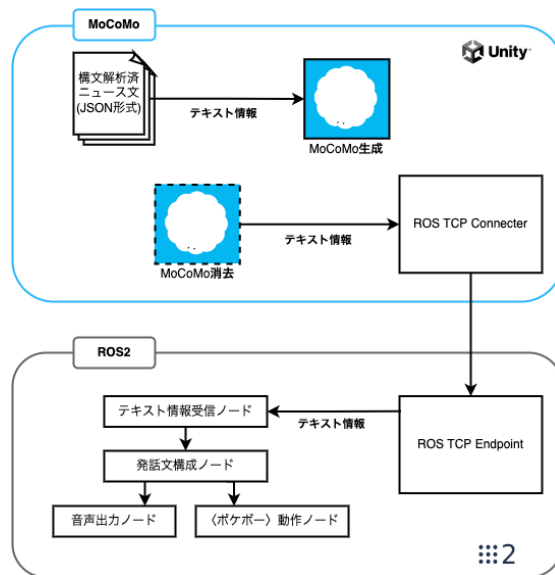 MoCoMo
Unity
構文解析済
ニュース文
(JSON形式)
テキスト情報
MoCoMo生成
MoCoMo消去
テキスト情報
ROS TCP Connecter
ROS2
テキスト情報受信ノード
テキスト情報
ROS TCP Endpoint
発話文構成ノード
音声出力ノード
〈ポケボー〉動作ノード
2